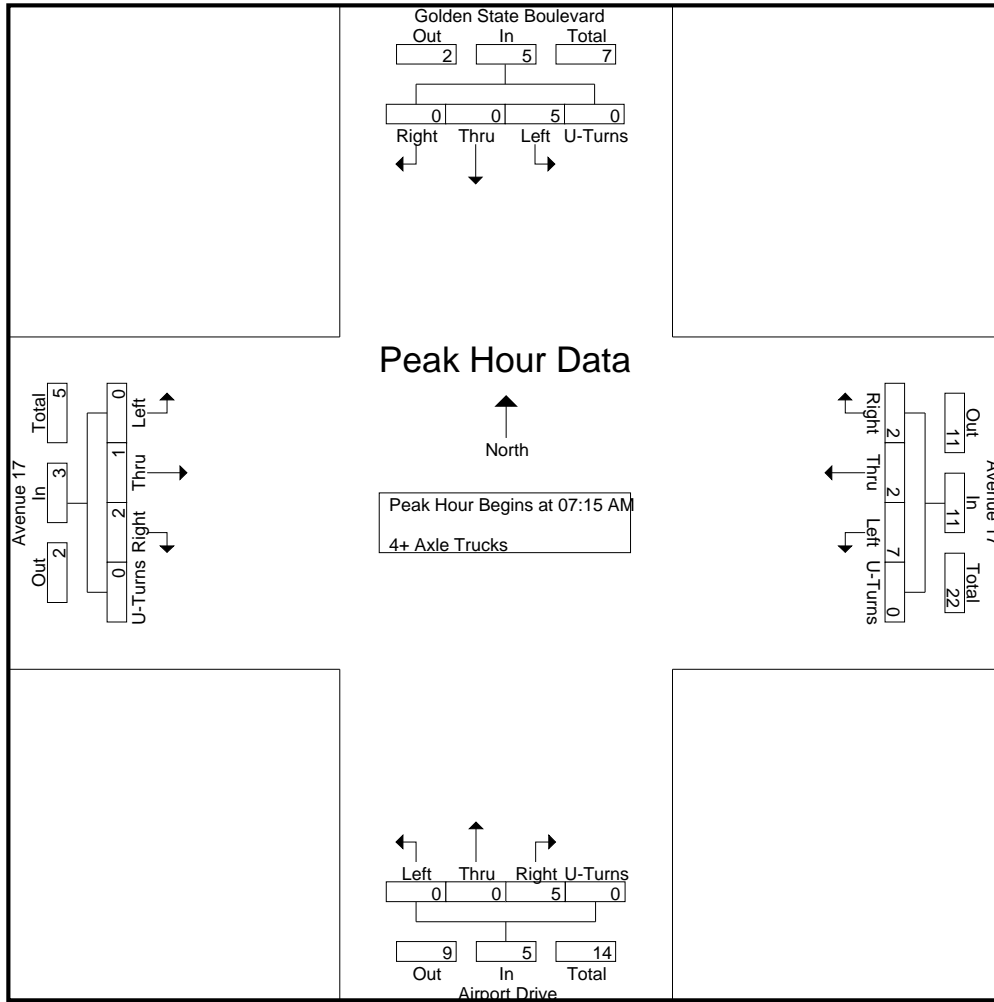 Golden State Boulevard
Out In Total
2 5 7
0 0 5 0
Right Thru Left U-Turns
Peak Hour Data
North
Peak Hour Begins at 07:15 AM
4+ Axle Trucks
Avenue 17
Out In Total
2 3 5
0 1 2 0
Left Thru Right U-Turns
Avenue 17
Out In Total
11 11 22
2 2 7 0
Right Thru Left U-Turns
Left Thru Right U-Turns
0 0 5 0
9 5 14
Out In Total
Airport Drive